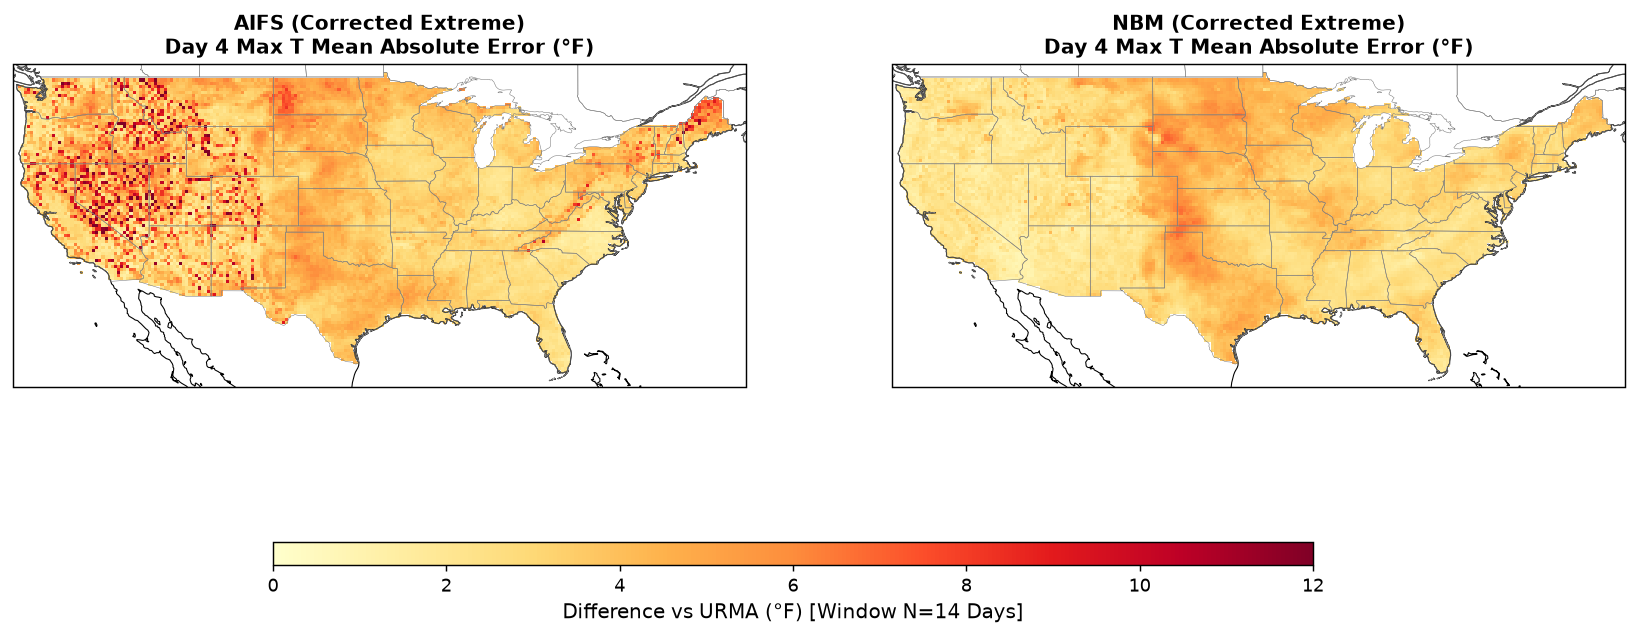 AIFS (Corrected Extreme)
Day 4 Max T Mean Absolute Error (°F)
NBM (Corrected Extreme)
Day 4 Max T Mean Absolute Error (°F)
0 2 4 6 8 10 12
Difference vs URMA (°F) [Window N=14 Days]